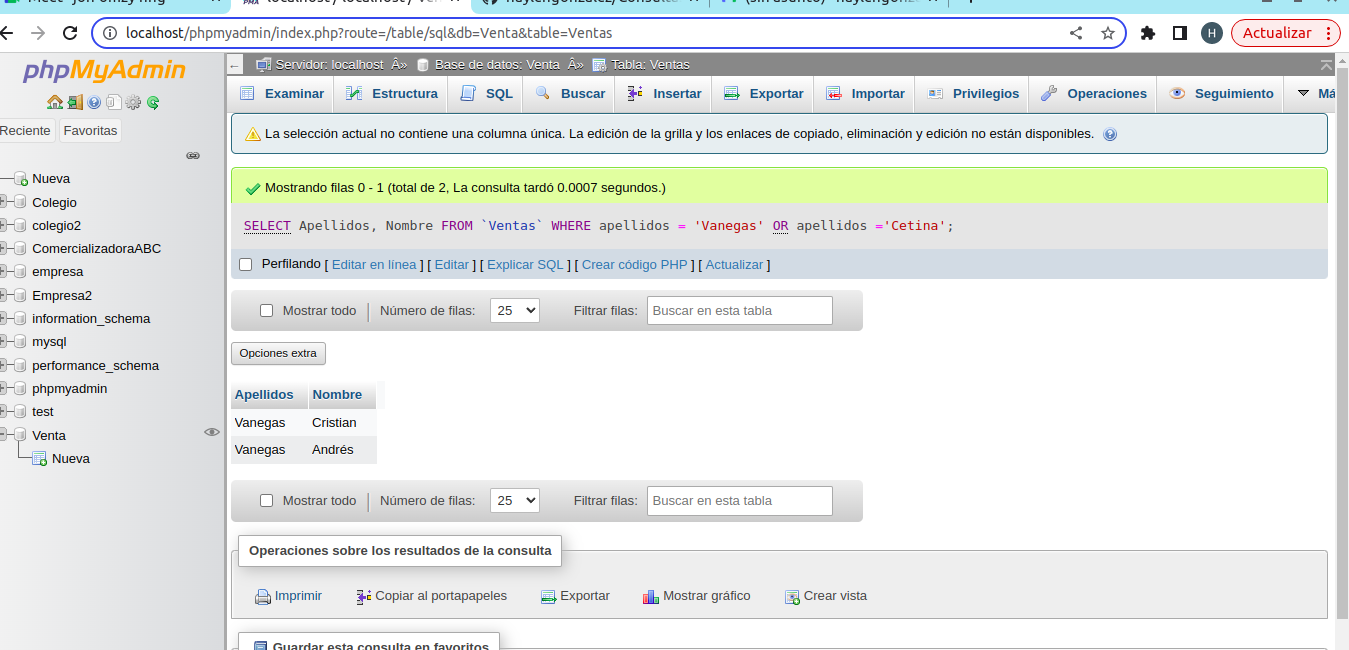 localhost/phpmyadmin/index.php?route=/table/sql&db=Venta&table=Ventas
H
Actualizar
phpMyAdmin
Reciente
Favoritas
Nueva
Colegio
colegio2
ComercializadoraABC
empresa
Empresa2
information_schema
mysql
performance_schema
phpmyadmin
test
Venta
Nueva
Servidor: localhost » Base de datos: Venta » Tabla: Ventas
Examinar
Estructura
SQL
Buscar
Insertar
Exportar
Importar
Privilegios
Operaciones
Seguimiento
Má
La selección actual no contiene una columna única. La edición de la grilla y los enlaces de copiado, eliminación y edición no están disponibles.
Mostrando filas 0 - 1 (total de 2, La consulta tardó 0.0007 segundos.)
SELECT Apellidos, Nombre FROM `Ventas` WHERE apellidos = 'Vanegas' OR apellidos ='Cetina';
Perfilando [ Editar en línea ] [ Editar ] [ Explicar SQL ] [ Crear código PHP ] [ Actualizar ]
Mostrar todo | Número de filas: 25 Filtrar filas: Buscar en esta tabla
Opciones extra
Apellidos Nombre
Vanegas Cristian
Vanegas Andrés
Mostrar todo | Número de filas: 25 Filtrar filas: Buscar en esta tabla
Operaciones sobre los resultados de la consulta
Imprimir Copiar al portapapeles Exportar Mostrar gráfico Crear vista
Guardar esta consulta en favoritos